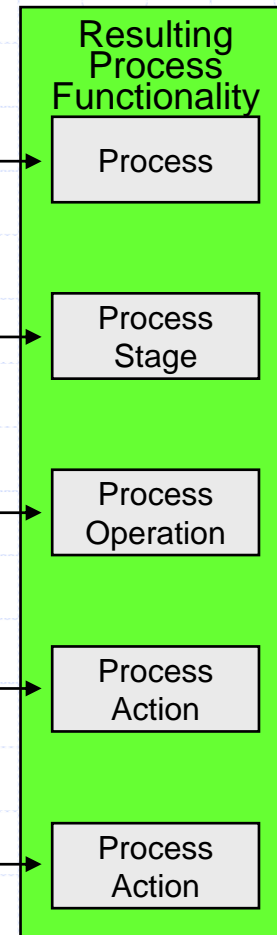 Resulting
Process
Functionality
Process
Process
Stage
Process
Operation
Process
Action
Process
Action